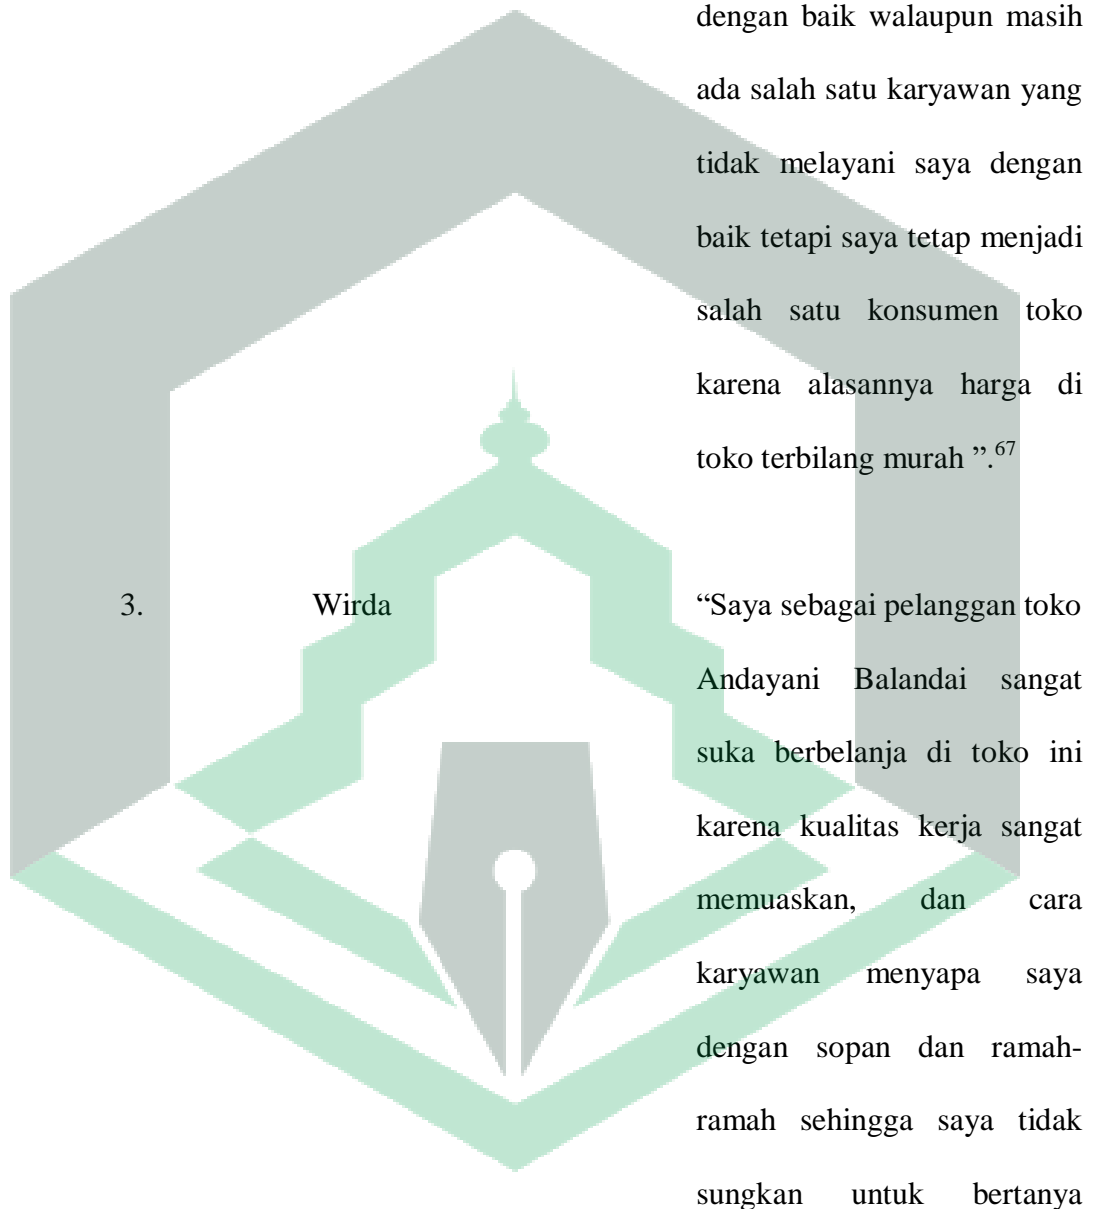 dengan baik walaupun masih
ada salah satu karyawan yang
tidak melayani saya dengan
baik tetapi saya tetap menjadi
salah satu konsumen toko
karena alasannya harga di
toko terbilang murah ”.67
3. Wirda “Saya sebagai pelanggan toko
Andayani Balandai sangat
suka berbelanja di toko ini
karena kualitas kerja sangat
memuaskan, dan cara
karyawan menyapa saya
dengan sopan dan ramah-
ramah sehingga saya tidak
sungkan untuk bertanya